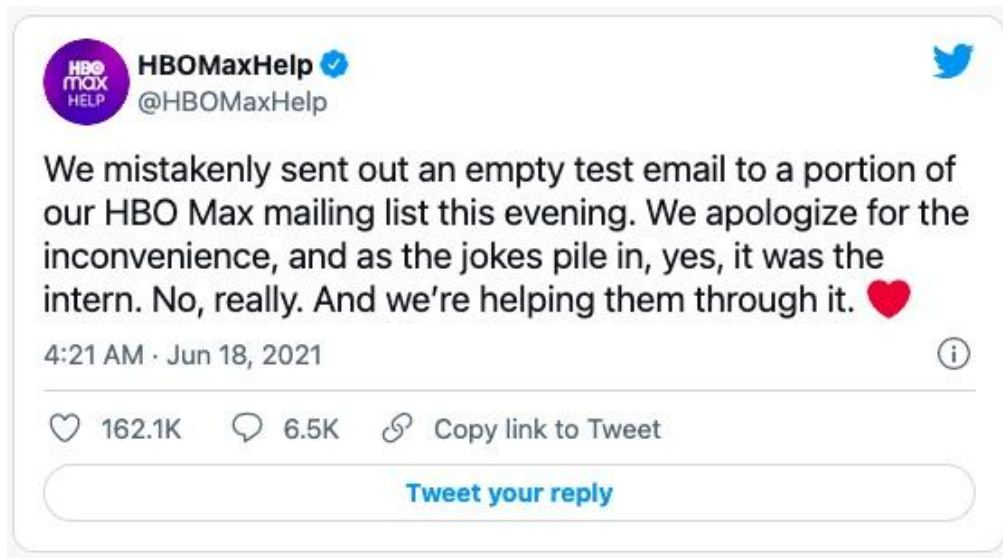 HBO
max
HELP
HBOMaxHelp
@HBOMaxHelp
We mistakenly sent out an empty test email to a portion of
our HBO Max mailing list this evening. We apologize for the
inconvenience, and as the jokes pile in, yes, it was the
intern. No, really. And we’re helping them through it. ❤️
4:21 AM · Jun 18, 2021
162.1K 6.5K Copy link to Tweet
Tweet your reply